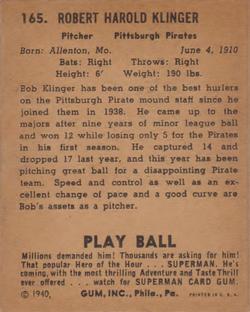 165. ROBERT HAROLD KLINGER
Pitcher Pittsburgh Pirates
Born: Allenton, Mo. June 4, 1910
Bats: Right Throws: Right
Height: 6' Weight: 190 lbs.
Bob Klinger has been one of the best hurlers
on the Pittsburgh Pirate mound staff since he
joined them in 1938. He came up to the
majors after nine years of minor league ball
and won 12 while losing only 5 for the Pirates
in his first season. He captured 14 and
dropped 17 last year, and this year has been
pitching great ball for a disappointing Pirate
team. Speed and control as well as an ex-
cellent change of pace and a good curve are
Bob's assets as a pitcher.
PLAY BALL
Millions demanded him! Thousands are asking for him!
That popular Hero of the Hour ... SUPERMAN. He's
coming, with the most thrilling Adventure and Taste Thrill
ever offered ... watch for SUPERMAN CARD GUM.
© 1940, GUM, INC., Phila., Pa. PRINTED IN U.S.A.